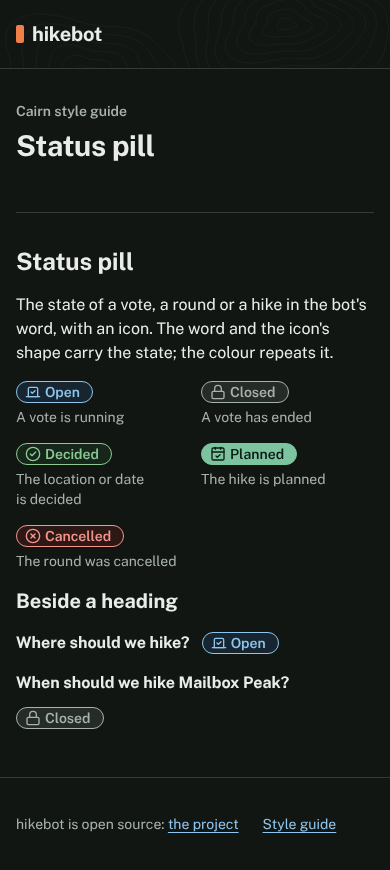 hikebot
Cairn style guide
Status pill
Status pill
The state of a vote, a round or a hike in the bot's
word, with an icon. The word and the icon's
shape carry the state; the colour repeats it.
Open
A vote is running
Closed
A vote has ended
Decided
The location or date
is decided
Planned
The hike is planned
Cancelled
The round was cancelled
Beside a heading
Where should we hike? Open
When should we hike Mailbox Peak?
Closed
hikebot is open source: the project Style guide